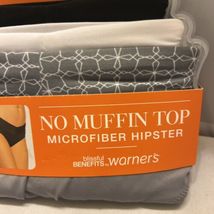 NO MUFFIN TOP
MICROFIBER HIPSTER
blissful
BENEFITS by warners